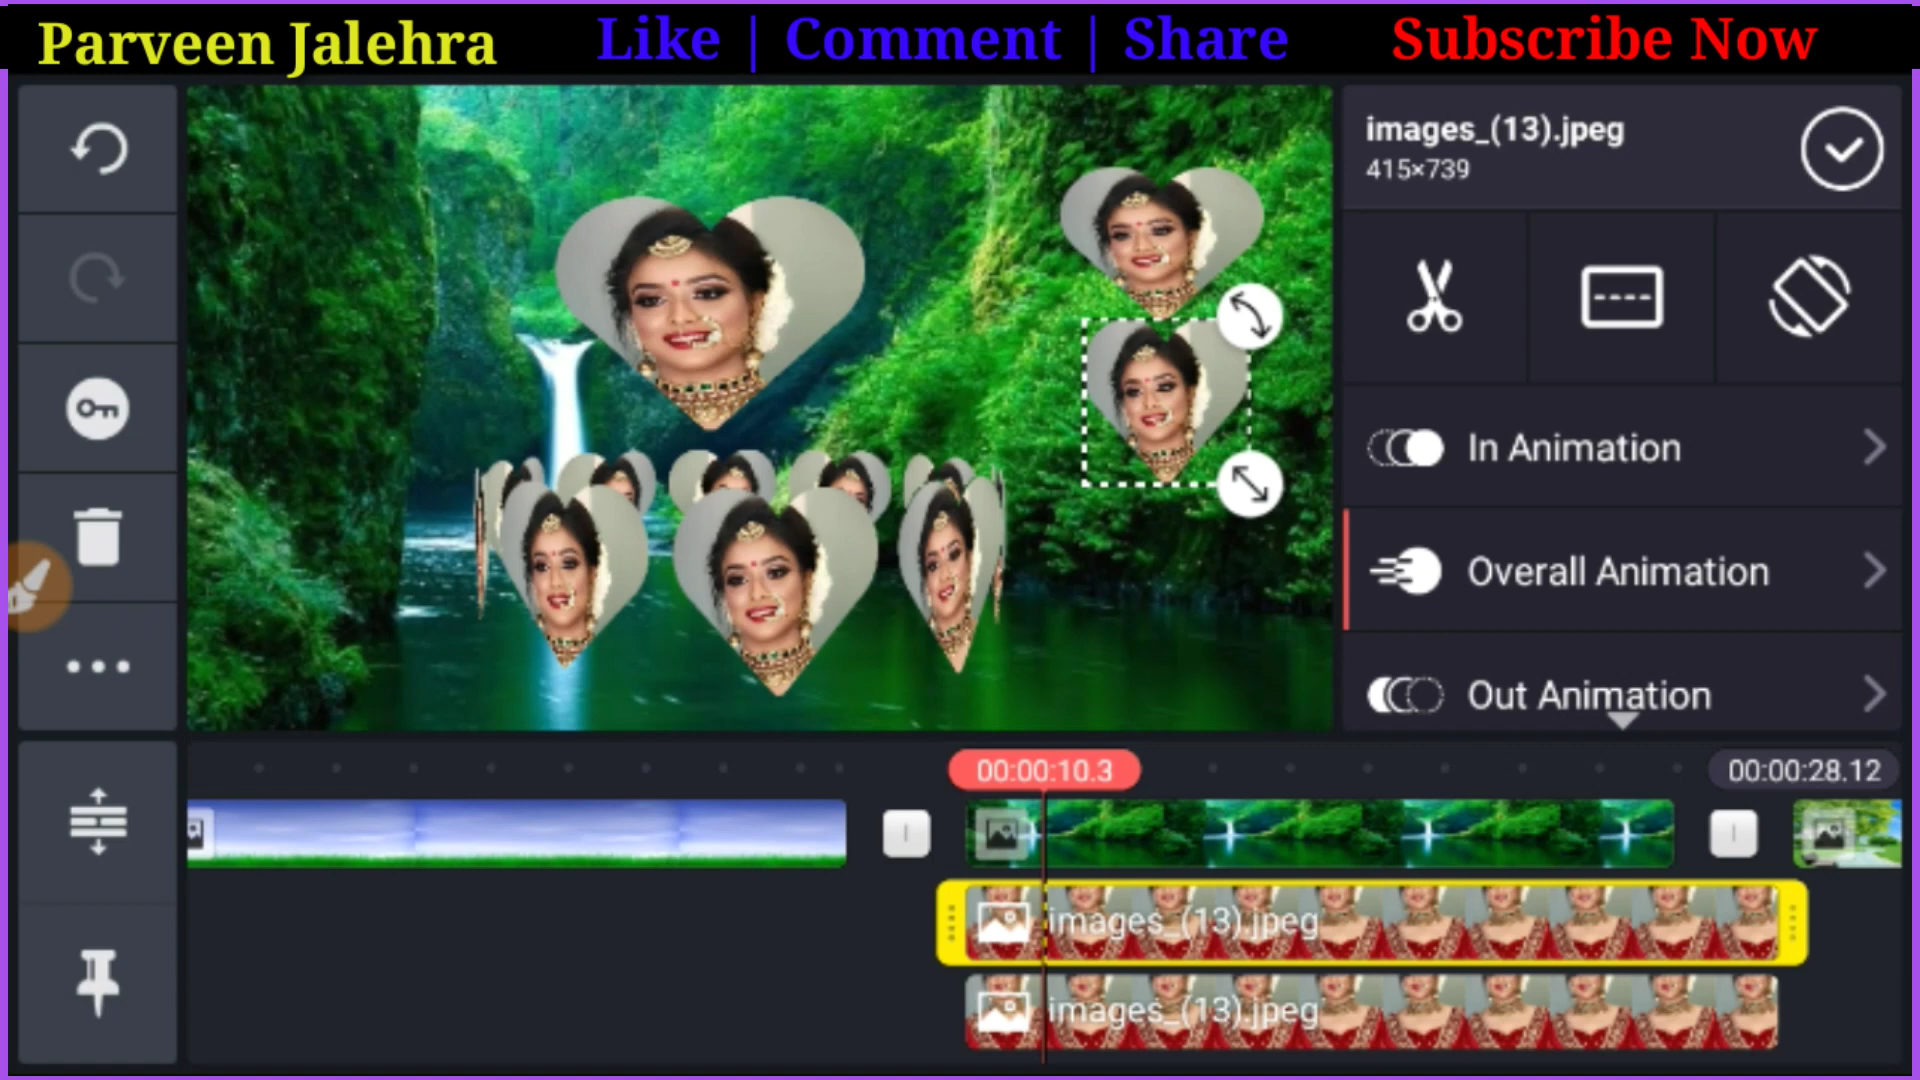 Parveen Jalehra
Like | Comment | Share
Subscribe Now
images_(13).jpeg
415×739
In Animation
Overall Animation
Out Animation
00:00:10.3
00:00:28.12
images_(13).jpeg
images_(13).jpeg